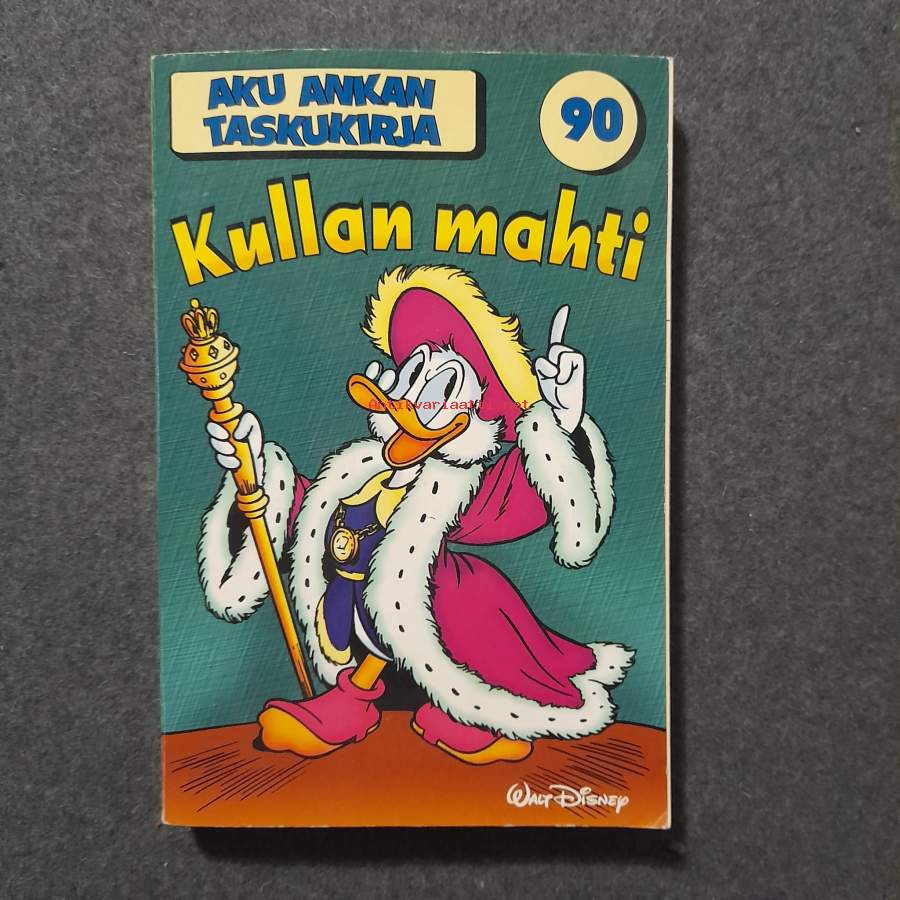 AKU ANKAN
TASKUKIRJA
90
Kullan mahti
WALT DISNEY